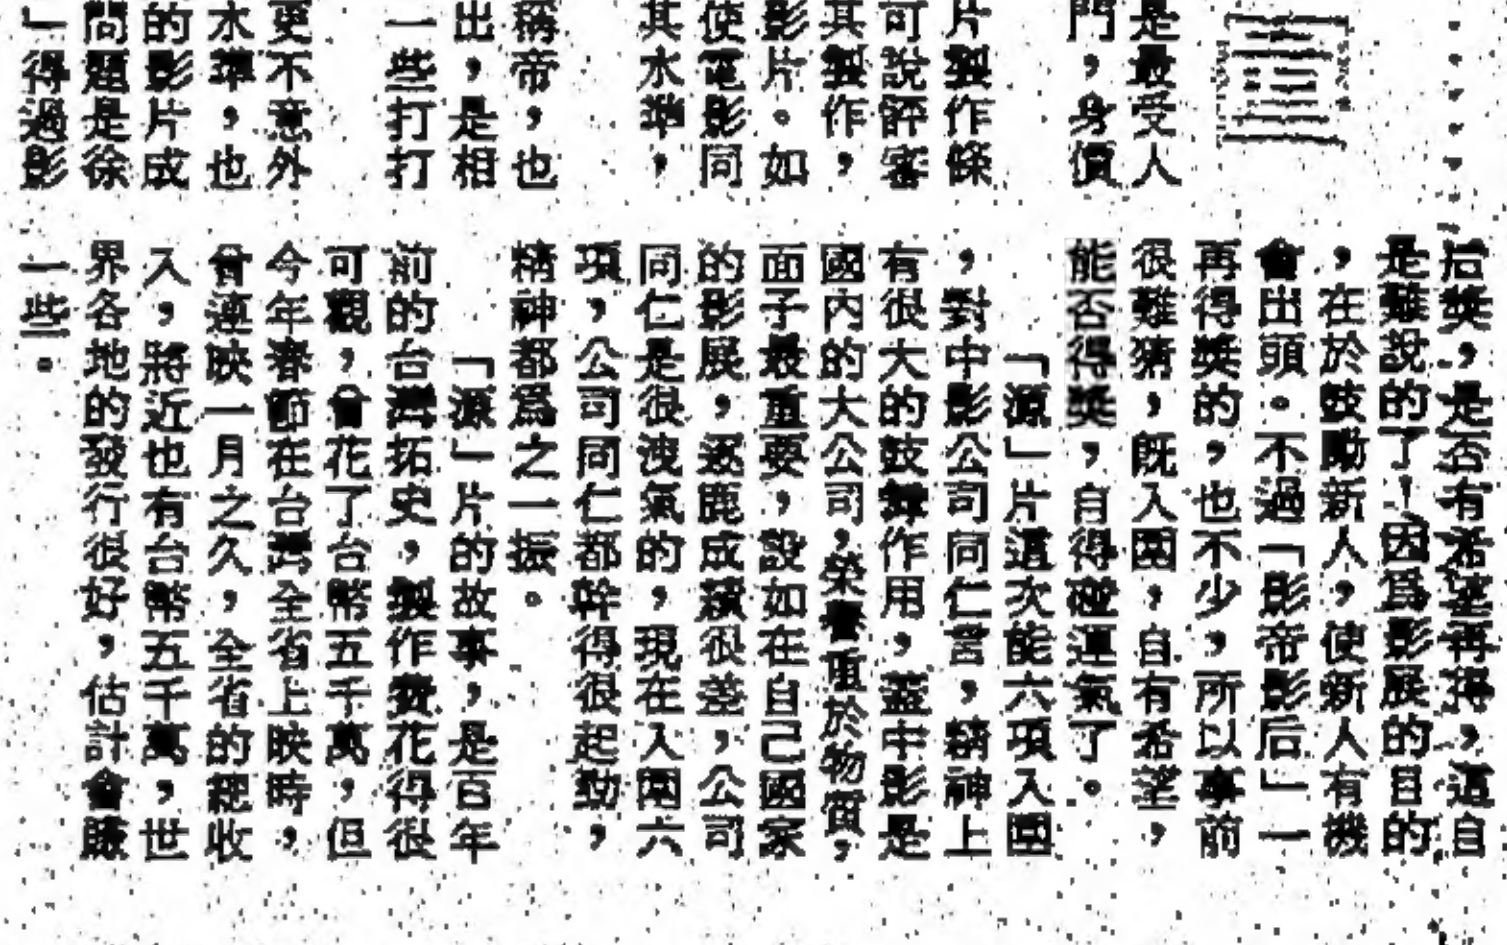 是最受人
門，身價
片製作條
可說評審
其製作，
影片。如
使電影同
其水準，
稱帝，也
出，是相
一些打打
更不意外
水準，也
的影片成
問題是徐
」得過影
后獎，是否有希望再得，這自
是難說的了！因爲影展的目的
，在於鼓勵新人，使新人有機
會出頭。不過「影帝影后」一
再得獎的，也不少，所以事前
很難猜，既入圍，自有希望，
能否得獎，自得碰運氣了。
「源」片這次能六項入圍
，對中影公司同仁言，精神上
有很大的鼓舞作用，蓋中影是
國內的大公司，榮譽重於物質，
面子最重要，設如在自己國家
的影展，逐鹿成績很差，公司
同仁是很洩氣的，現在入圍六
項，公司同仁都幹得很起勁，
精神都爲之一振。
「源」片的故事，是百年
前的台灣拓史，製作費花得很
可觀，曾花了台幣五千萬，但
今年春節在台灣全省上映時，
曾連映一月之久，全省的總收
入，將近也有台幣五千萬，世
界各地的發行很好，估計會賺
一些。